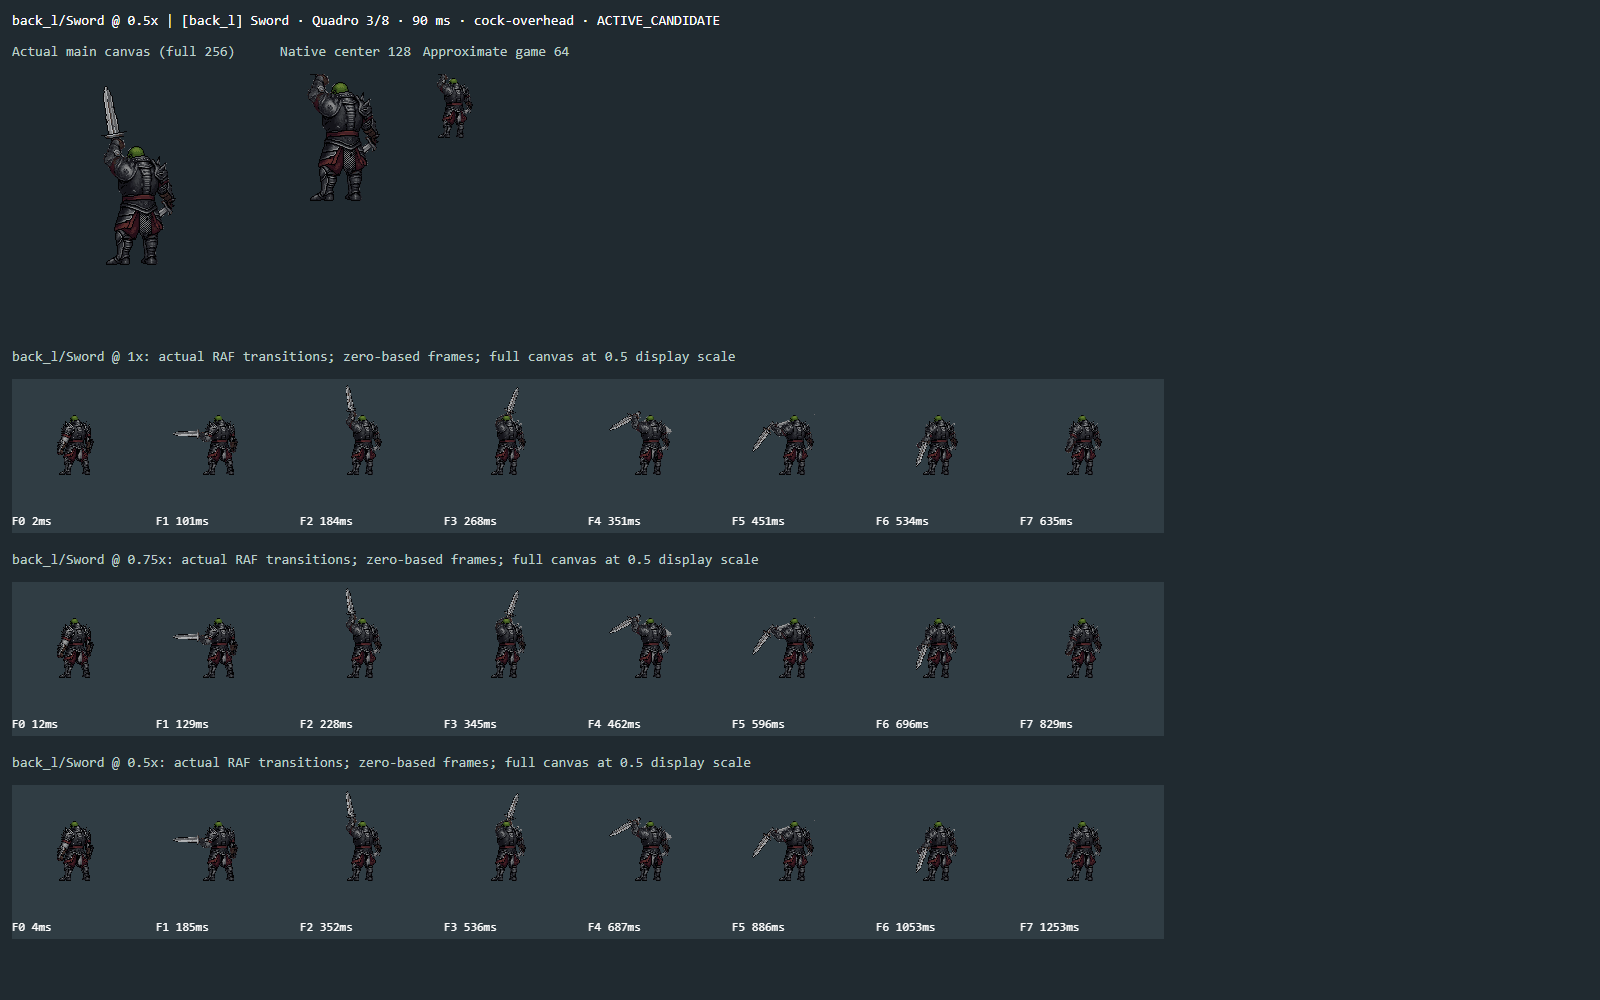 back_l/Sword @ 0.5x | [back_l] Sword · Quadro 3/8 · 90 ms · cock-overhead · ACTIVE_CANDIDATE
Actual main canvas (full 256) Native center 128 Approximate game 64
back_l/Sword @ 1x: actual RAF transitions; zero-based frames; full canvas at 0.5 display scale
F0 2ms F1 101ms F2 184ms F3 268ms F4 351ms F5 451ms F6 534ms F7 635ms
back_l/Sword @ 0.75x: actual RAF transitions; zero-based frames; full canvas at 0.5 display scale
F0 12ms F1 129ms F2 228ms F3 345ms F4 462ms F5 596ms F6 696ms F7 829ms
back_l/Sword @ 0.5x: actual RAF transitions; zero-based frames; full canvas at 0.5 display scale
F0 4ms F1 185ms F2 352ms F3 536ms F4 687ms F5 886ms F6 1053ms F7 1253ms